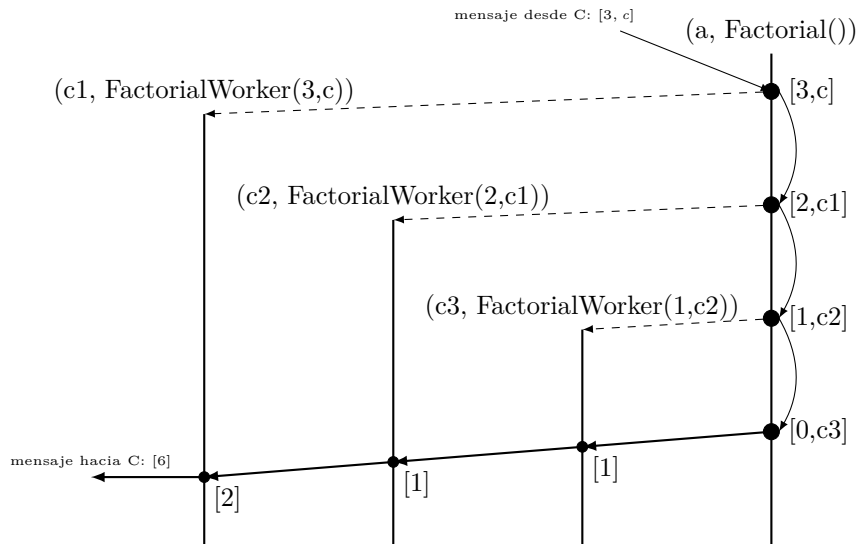 mensaje desde C: [3, c]
(a, Factorial())
(c1, FactorialWorker(3,c))
[3,c]
(c2, FactorialWorker(2,c1))
[2,c1]
(c3, FactorialWorker(1,c2))
[1,c2]
[0,c3]
mensaje hacia C: [6]
[2]
[1]
[1]